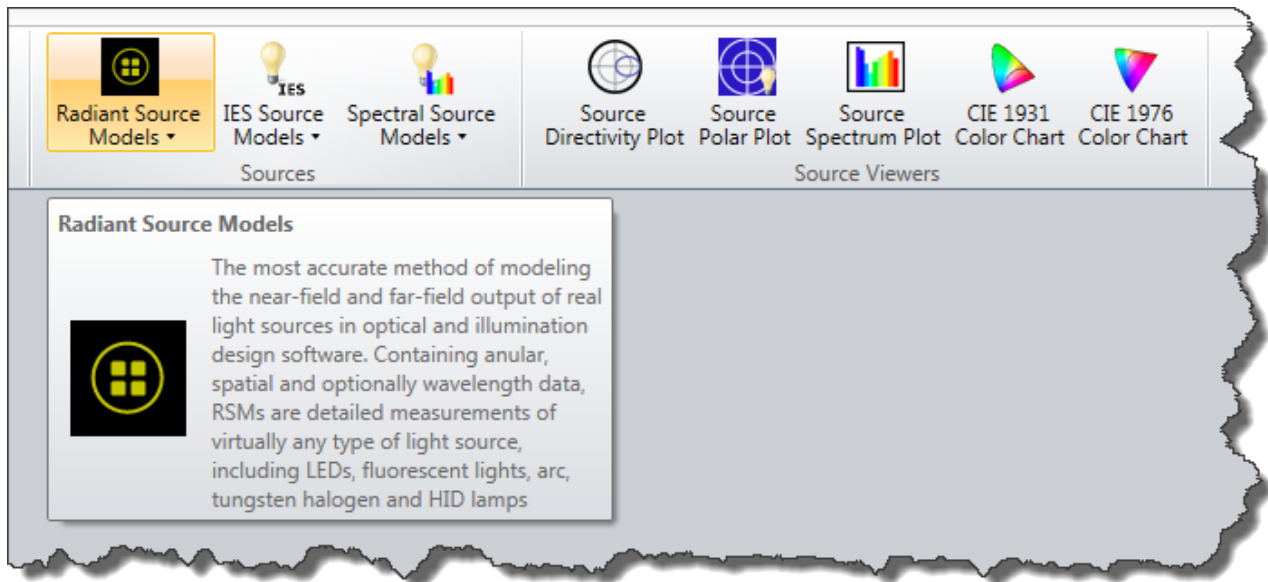 Radiant Source
Models
IES
IES Source
Models
Spectral Source
Models
Source
Directivity Plot
Source
Polar Plot
Source
Spectrum Plot
CIE 1931
Color Chart
CIE 1976
Color Chart
Sources
Source Viewers
Radiant Source Models
The most accurate method of modeling
the near-field and far-field output of real
light sources in optical and illumination
design software. Containing anular,
spatial and optionally wavelength data,
RSMs are detailed measurements of
virtually any type of light source,
including LEDs, fluorescent lights, arc,
tungsten halogen and HID lamps